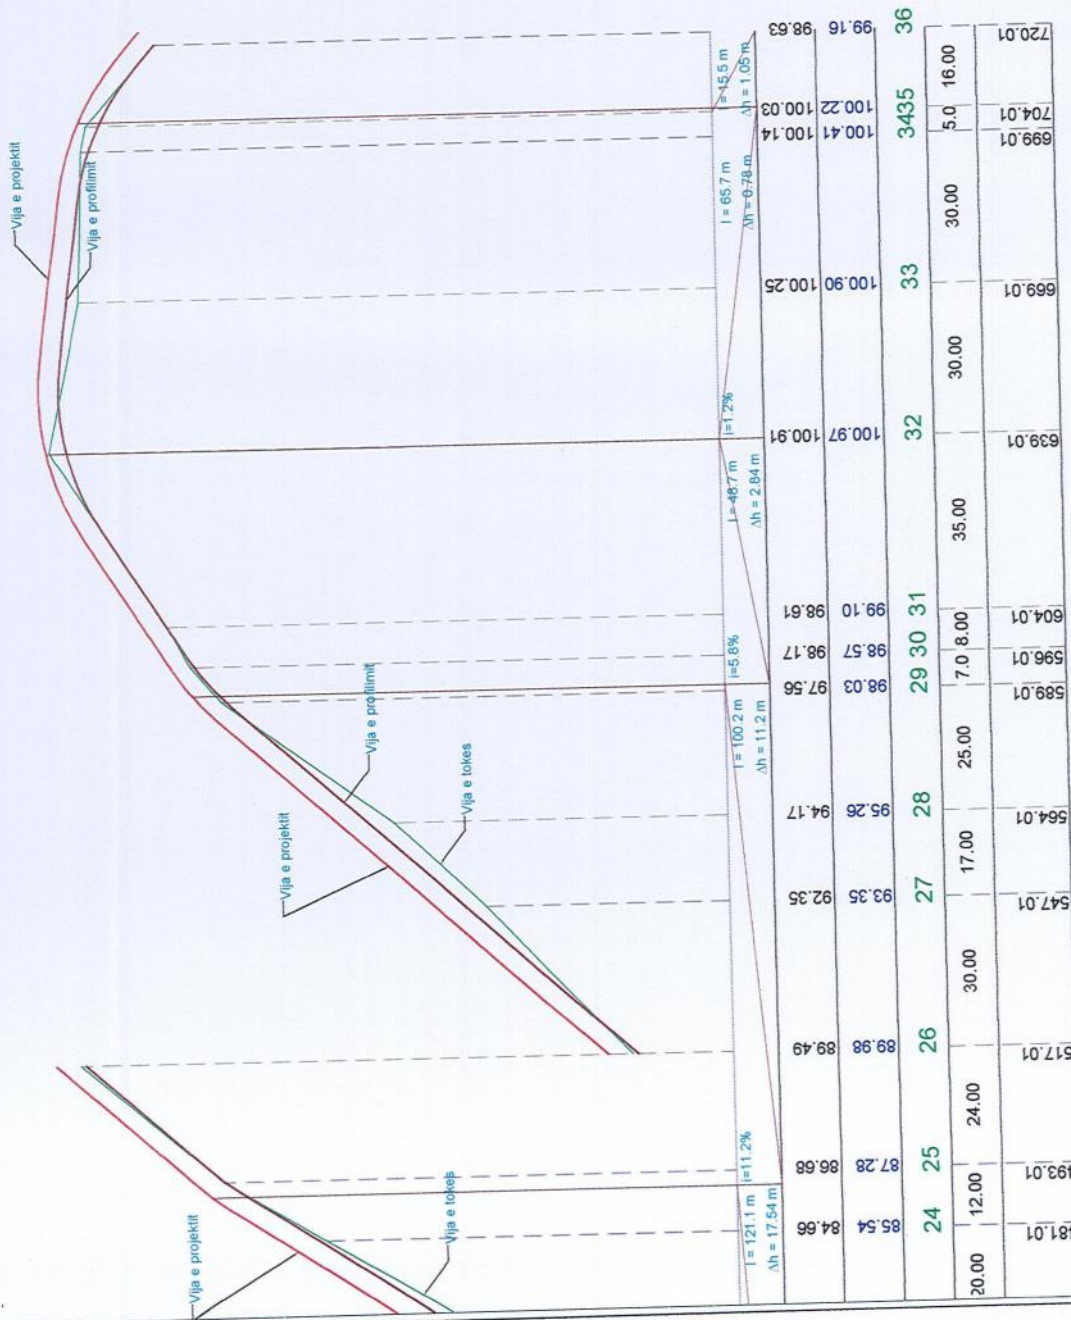 Vija e projektit
Vija e profilimit
Vija e projektit
Vija e profilimit
Vija e tokes
Vija e projektit
Vija e tokes
l = 121.1 m
Δh = 17.54 m
i=11.2%
l = 100.2 m
Δh = 11.2 m
i=5.8%
l = 48.7 m
Δh = 2.84 m
i=1.2%
l = 65.7 m
Δh = 0.78 m
l = 15.5 m
Δh = 1.05 m
84.66 86.68 89.49 92.35 94.17 97.56 98.17 98.61 100.91 100.25 100.14 100.03 98.63
85.54 87.28 89.98 93.35 95.26 98.03 98.57 99.10 100.97 100.90 100.41 100.22 99.16
24 25 26 27 28 29 30 31 32 33 34 35 36
20.00 12.00 24.00 30.00 17.00 25.00 7.0 8.00 35.00 30.00 30.00 5.0 16.00
481.01 493.01 517.01 547.01 564.01 589.01 596.01 604.01 639.01 669.01 699.01 704.01 720.01